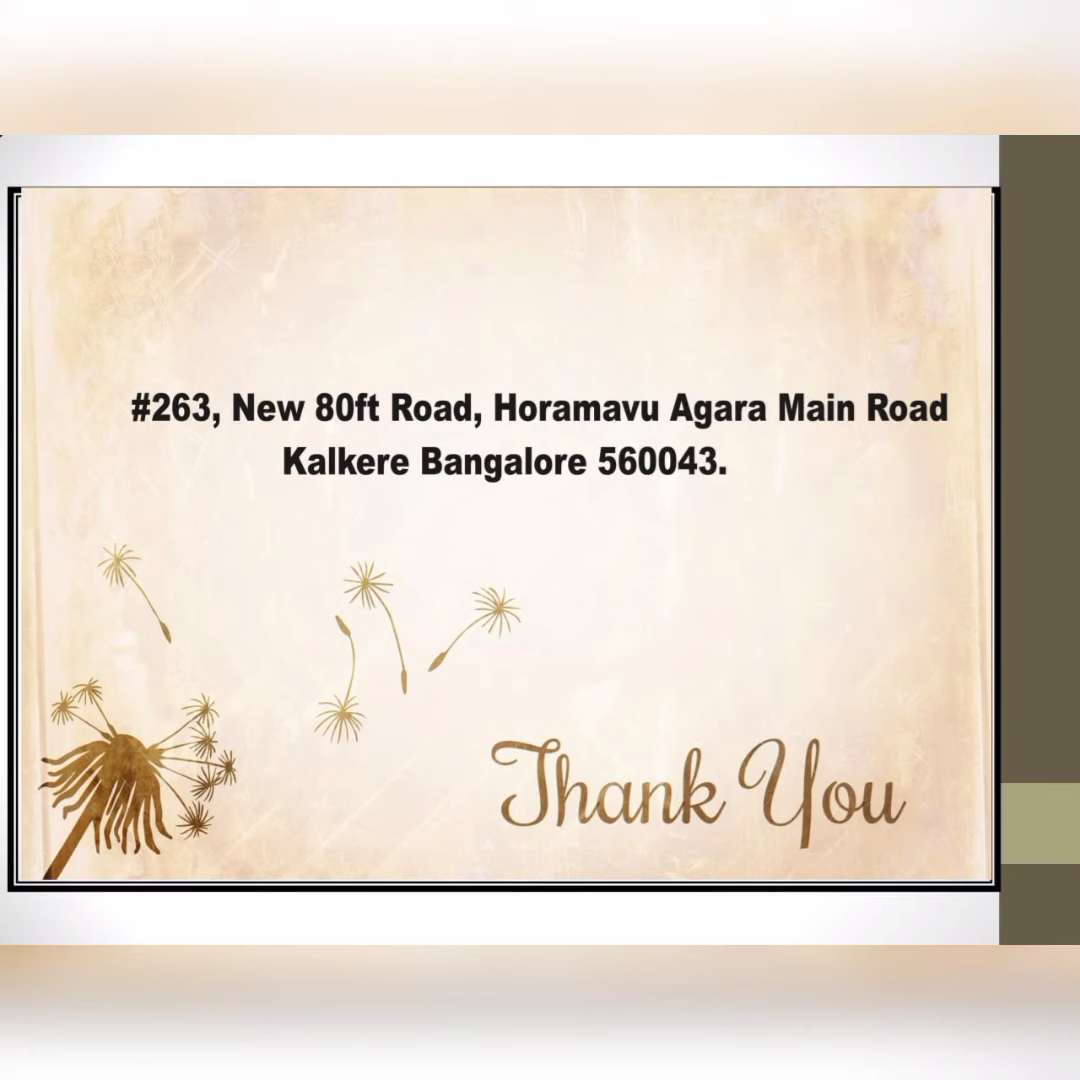 #263, New 80ft Road, Horamavu Agara Main Road
Kalkere Bangalore 560043.
Thank You